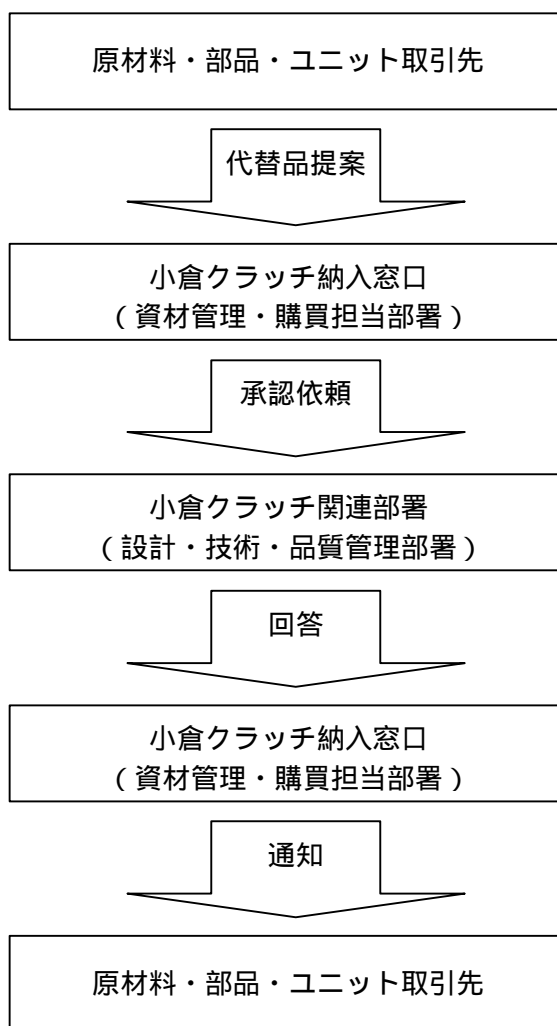 原材料・部品・ユニット取引先
代替品提案
小倉クラッチ納入窓口
（資材管理・購買担当部署）
承認依頼
小倉クラッチ関連部署
（設計・技術・品質管理部署）
回答
小倉クラッチ納入窓口
（資材管理・購買担当部署）
通知
原材料・部品・ユニット取引先